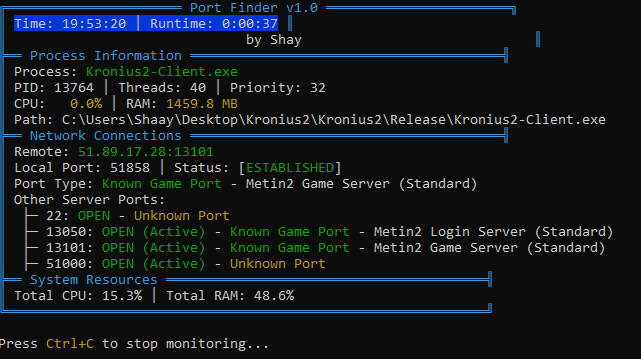 Port Finder v1.0
Time: 19:53:20 | Runtime: 0:00:37
by Shay
Process Information
Process: Kronius2-Client.exe
PID: 13764 | Threads: 40 | Priority: 32
CPU: 0.0% | RAM: 1459.8 MB
Path: C:\Users\Shaay\Desktop\Kronius2\Kronius2\Release\Kronius2-Client.exe
Network Connections
Remote: 51.89.17.28:13101
Local Port: 51858 | Status: [ESTABLISHED]
Port Type: Known Game Port - Metin2 Game Server (Standard)
Other Server Ports:
├─ 22: OPEN - Unknown Port
├─ 13050: OPEN (Active) - Known Game Port - Metin2 Login Server (Standard)
├─ 13101: OPEN (Active) - Known Game Port - Metin2 Game Server (Standard)
├─ 51000: OPEN (Active) - Unknown Port
System Resources
Total CPU: 15.3% | Total RAM: 48.6%
Press Ctrl+C to stop monitoring...